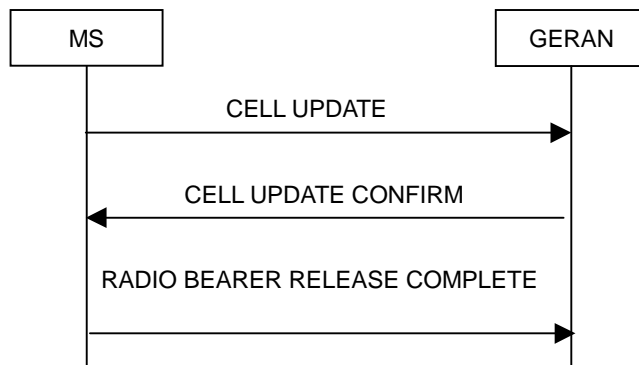 MS
GERAN
CELL UPDATE
CELL UPDATE CONFIRM
RADIO BEARER RELEASE COMPLETE